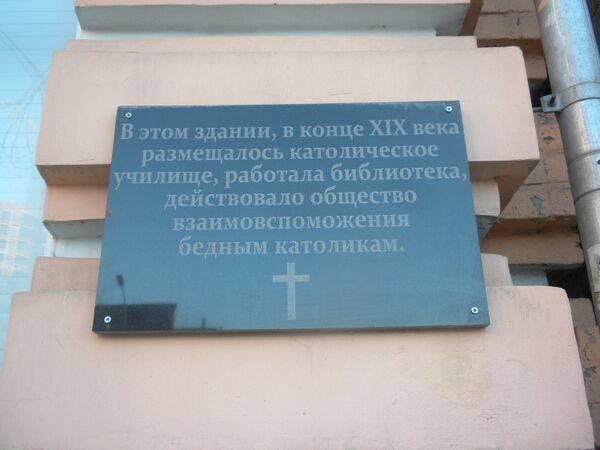 В этом здании, в конце XIX века
размещалось католическое
училище, работала библиотека,
действовало общество
взаимовспоможения
бедным католикам.